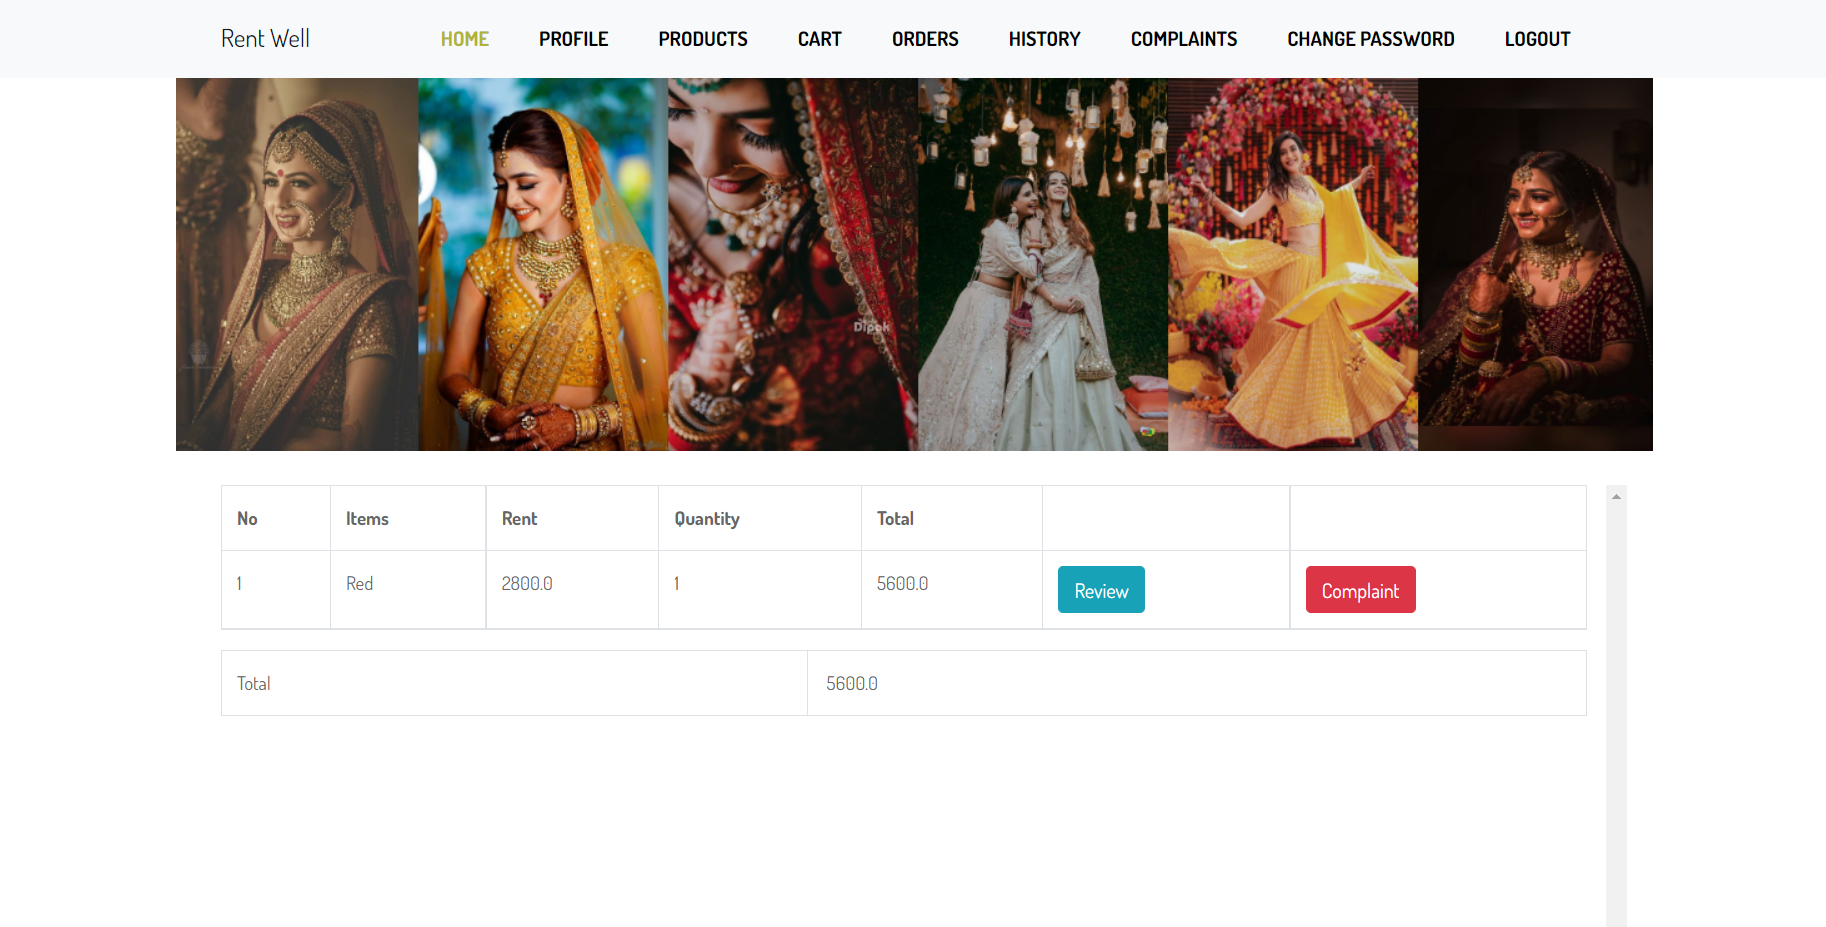 Rent Well HOME PROFILE PRODUCTS CART ORDERS HISTORY COMPLAINTS CHANGE PASSWORD LOGOUT
Dipak
No Items Rent Quantity Total
1 Red 2800.0 1 5600.0 Review Complaint
Total 5600.0